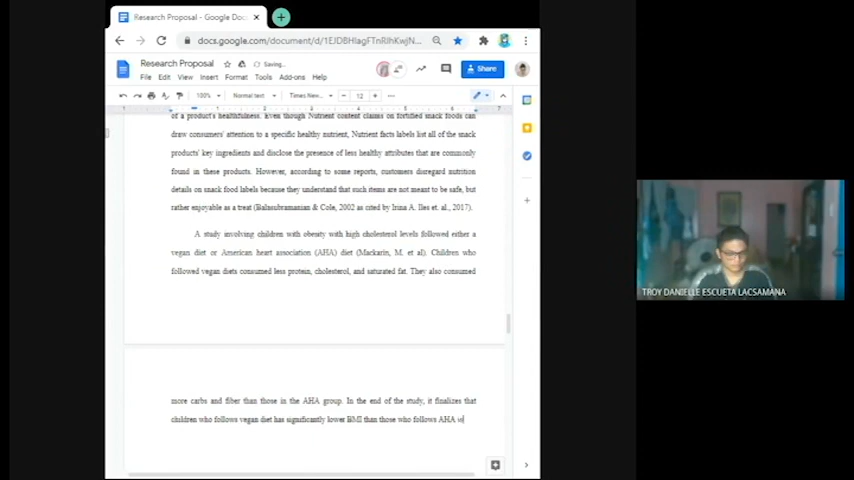 Research Proposal - Google Doc
docs.google.com/document/d/1EJDBHlagFTnRIhKwjN...
Research Proposal
Saving...
Share
File Edit View Insert Format Tools Add-ons Help
100% Normal text Times New... 12
of a product's healthfulness. Even though Nutrient content claims on fortified snack foods can
draw consumers' attention to a specific healthy nutrient, Nutrient facts labels list all of the snack
products' key ingredients and disclose the presence of less healthy attributes that are commonly
found in these products. However, according to some reports, customers disregard nutrition
details on snack food labels because they understand that such items are not meant to be safe, but
rather enjoyable as a treat (Balasubramanian & Cole, 2002 as cited by Irina A. Iles et. al., 2017).
A study involving children with obesity with high cholesterol levels followed either a
vegan diet or American heart association (AHA) diet (Mackarin, M. et al). Children who
followed vegan diets consumed less protein, cholesterol, and saturated fat. They also consumed
more carbs and fiber than those in the AHA group. In the end of the study, it finalizes that
children who follows vegan diet has significantly lower BMI than those who follows AHA
TROY DANIELLE ESCUETA LACSAMANA